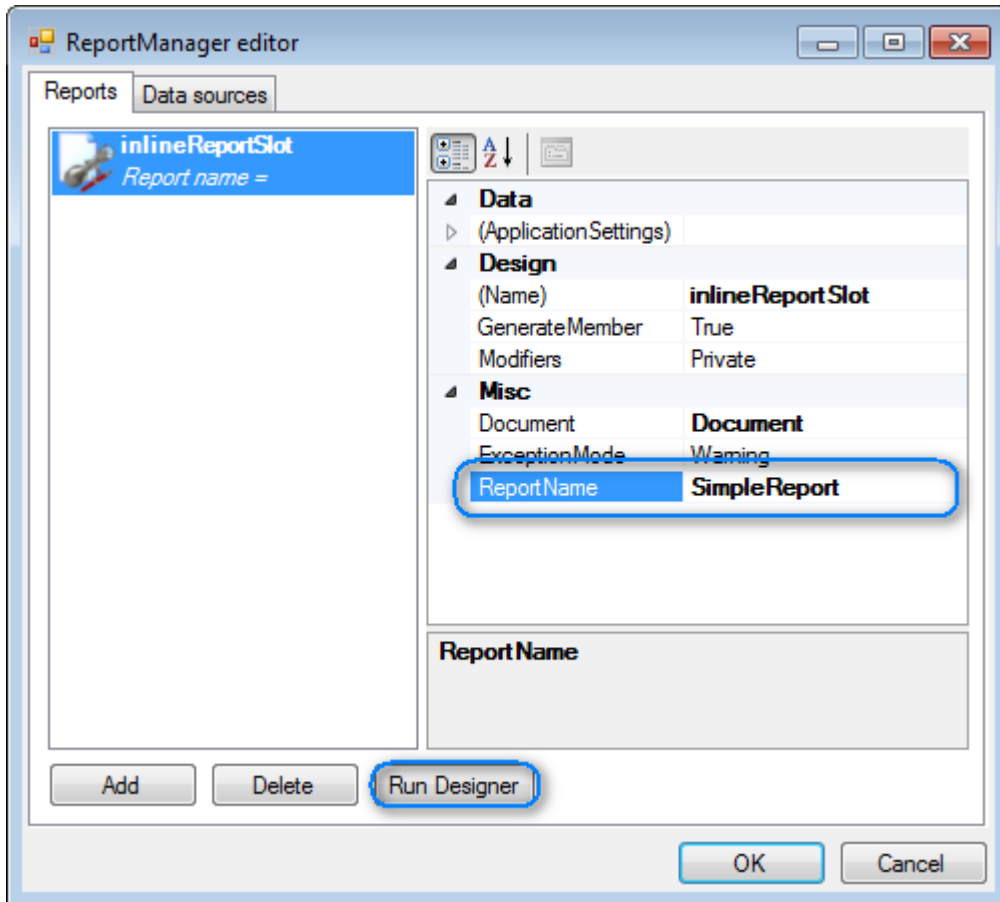 ReportManager editor
Reports Data sources
inlineReportSlot
Report name =
Data
(ApplicationSettings)
Design
(Name) inlineReportSlot
GenerateMember True
Modifiers Private
Misc
Document Document
ExceptionMode Warning
ReportName SimpleReport
ReportName
Add Delete Run Designer
OK Cancel